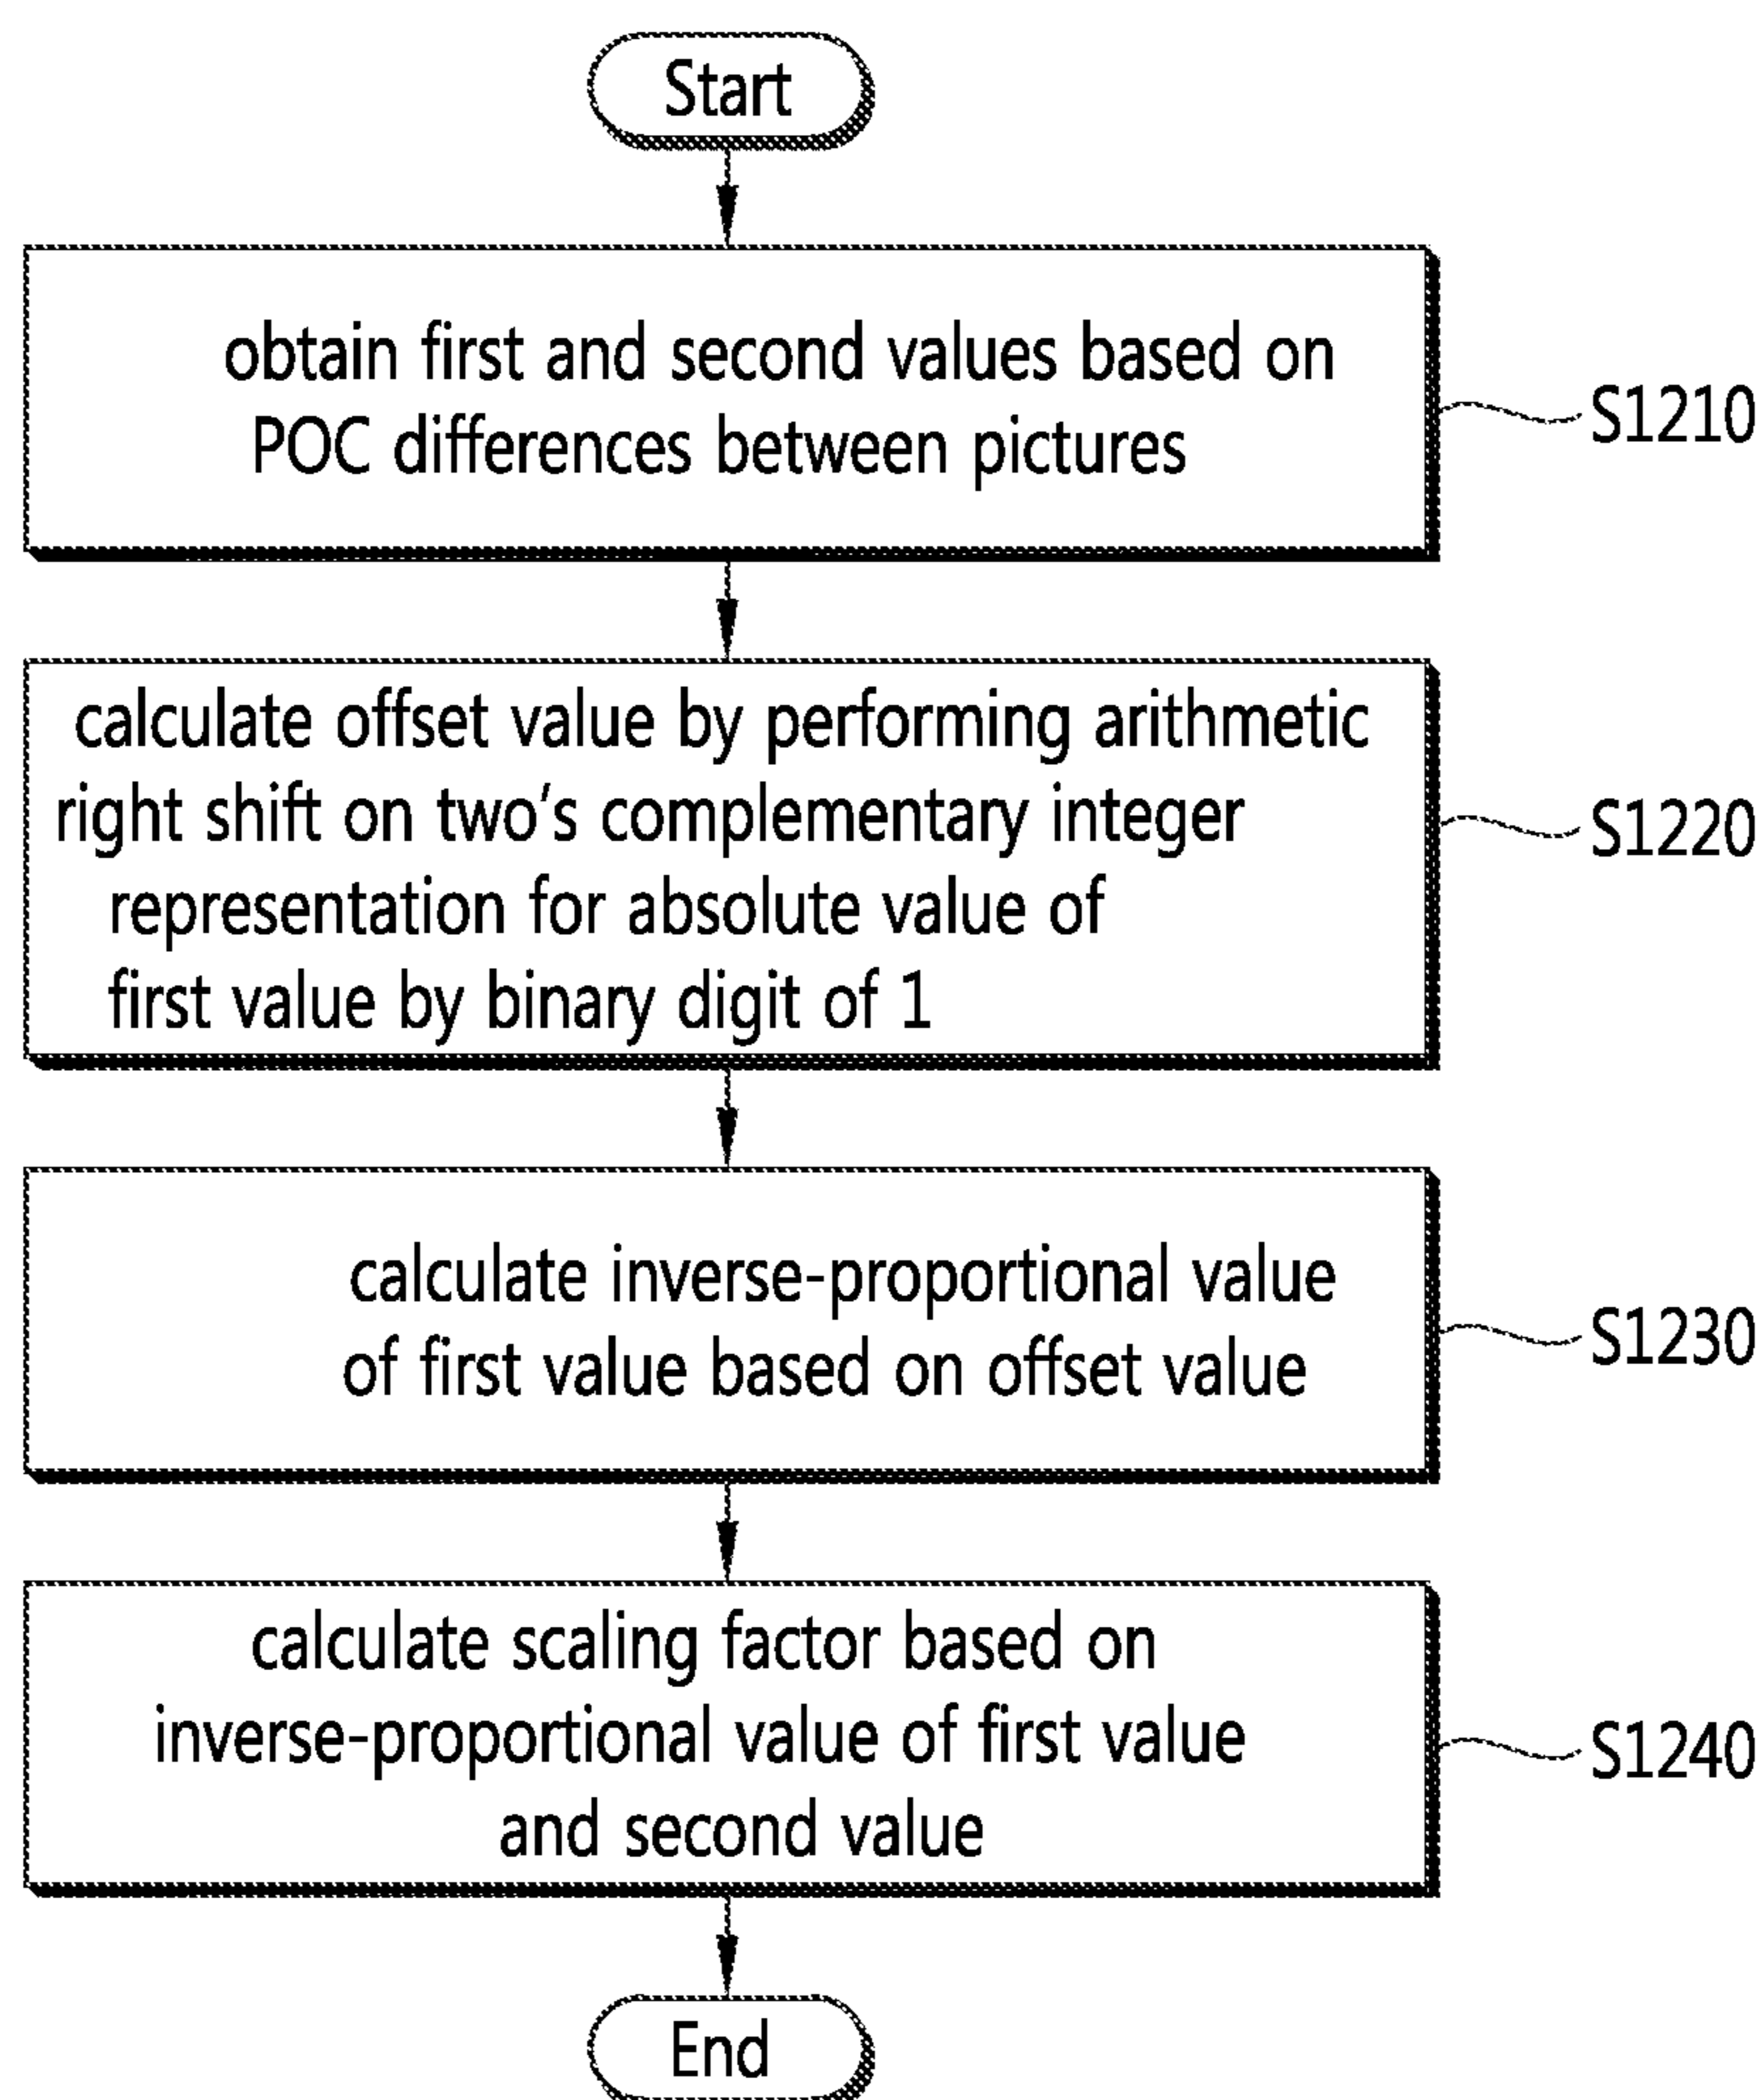 Start
obtain first and second values based on
POC differences between pictures
S1210
calculate offset value by performing arithmetic
right shift on two's complementary integer
representation for absolute value of
first value by binary digit of 1
S1220
calculate inverse-proportional value
of first value based on offset value
S1230
calculate scaling factor based on
inverse-proportional value of first value
and second value
S1240
End